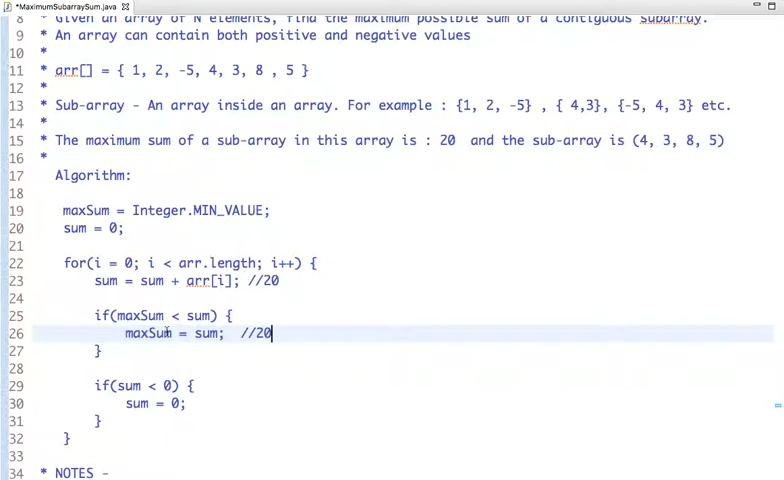 *MaximumSubarraySum.java
8 * Given an array of N elements, find the maximum possible sum of a contiguous subarray.
9 * An array can contain both positive and negative values
10 *
11 * arr[] = { 1, 2, -5, 4, 3, 8 , 5 }
12 *
13 * Sub-array - An array inside an array. For example : {1, 2, -5} , { 4,3}, {-5, 4, 3} etc.
14 *
15 * The maximum sum of a sub-array in this array is : 20  and the sub-array is (4, 3, 8, 5)
16 *
17 Algorithm:
18
19 maxSum = Integer.MIN_VALUE;
20 sum = 0;
21
22 for(i = 0; i < arr.length; i++) {
23 sum = sum + arr[i]; //20
24
25 if(maxSum < sum) {
26 maxSum = sum;  //20
27 }
28
29 if(sum < 0) {
30 sum = 0;
31 }
32 }
33
34 * NOTES -